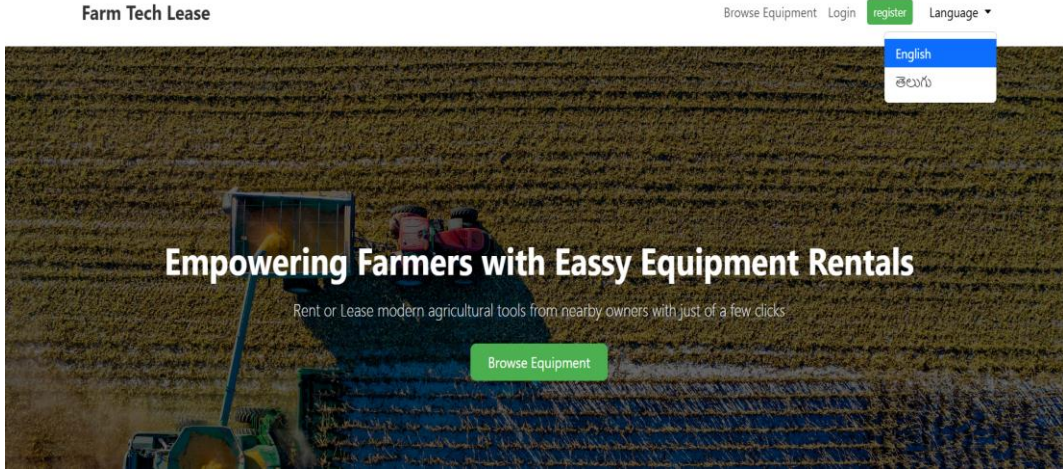 Farm Tech Lease
Browse Equipment Login register Language
English
తెలుగు
Empowering Farmers with Eassy Equipment Rentals
Rent or Lease modern agricultural tools from nearby owners with just of a few clicks
Browse Equipment